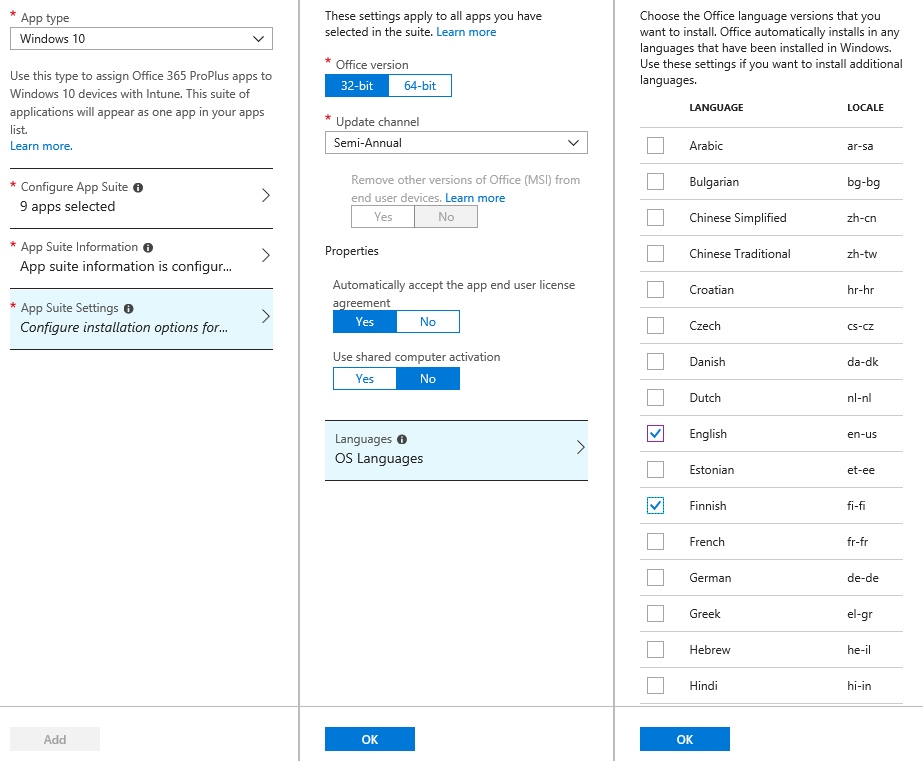 * App type
Windows 10
Use this type to assign Office 365 ProPlus apps to
Windows 10 devices with Intune. This suite of
applications will appear as one app in your apps
list.
Learn more.
* Configure App Suite
9 apps selected
* App Suite Information
App suite information is configur...
* App Suite Settings
Configure installation options for...
Add
These settings apply to all apps you have
selected in the suite. Learn more
* Office version
32-bit 64-bit
* Update channel
Semi-Annual
Remove other versions of Office (MSI) from
end user devices. Learn more
Yes No
Properties
Automatically accept the app end user license
agreement
Yes No
Use shared computer activation
Yes No
Languages
OS Languages
OK
Choose the Office language versions that you
want to install. Office automatically installs in any
languages that have been installed in Windows.
Use these settings if you want to install additional
languages.
LANGUAGE LOCALE
Arabic ar-sa
Bulgarian bg-bg
Chinese Simplified zh-cn
Chinese Traditional zh-tw
Croatian hr-hr
Czech cs-cz
Danish da-dk
Dutch nl-nl
English en-us
Estonian et-ee
Finnish fi-fi
French fr-fr
German de-de
Greek el-gr
Hebrew he-il
Hindi hi-in
OK